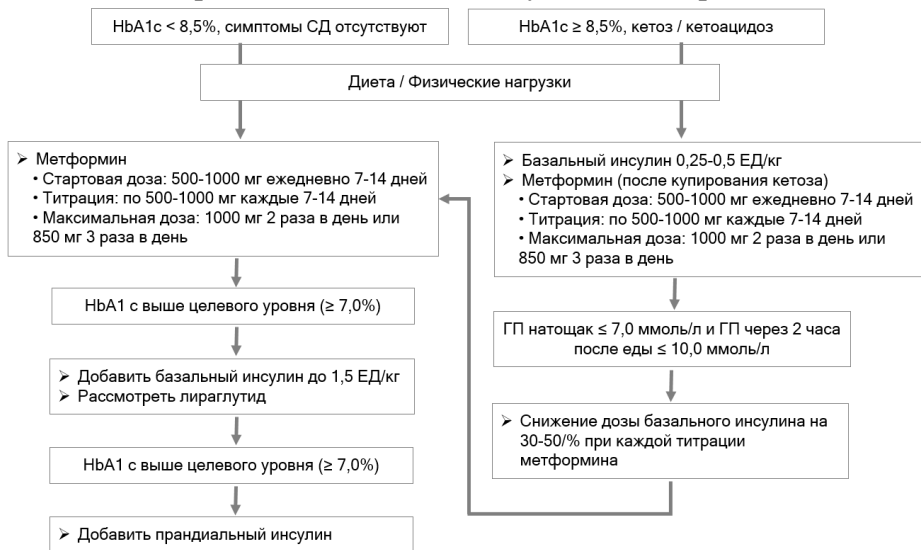 HbA1c < 8,5%, симптомы СД отсутствуют
HbA1c ≥ 8,5%, кетоз / кетоацидоз
Диета / Физические нагрузки
➢ Метформин
• Стартовая доза: 500-1000 мг ежедневно 7-14 дней
• Титрация: по 500-1000 мг каждые 7-14 дней
• Максимальная доза: 1000 мг 2 раза в день или
850 мг 3 раза в день
HbA1 с выше целевого уровня (≥ 7,0%)
➢ Добавить базальный инсулин до 1,5 ЕД/кг
➢ Рассмотреть лираглутид
HbA1 с выше целевого уровня (≥ 7,0%)
➢ Добавить прандиальный инсулин
➢ Базальный инсулин 0,25-0,5 ЕД/кг
➢ Метформин (после купирования кетоза)
• Стартовая доза: 500-1000 мг ежедневно 7-14 дней
• Титрация: по 500-1000 мг каждые 7-14 дней
• Максимальная доза: 1000 мг 2 раза в день или
850 мг 3 раза в день
ГП натощак ≤ 7,0 ммоль/л и ГП через 2 часа
после еды ≤ 10,0 ммоль/л
➢ Снижение дозы базального инсулина на
30-50/% при каждой титрации
метформина